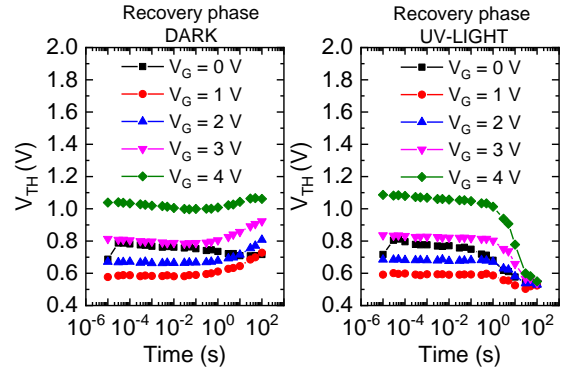 Recovery phase
DARK
V_TH (V)
2.0
1.8
1.6
1.4
1.2
1.0
0.8
0.6
0.4
V_G = 0 V
V_G = 1 V
V_G = 2 V
V_G = 3 V
V_G = 4 V
10^-6 10^-4 10^-2 10^0 10^2
Time (s)
Recovery phase
UV-LIGHT
V_TH (V)
2.0
1.8
1.6
1.4
1.2
1.0
0.8
0.6
0.4
V_G = 0 V
V_G = 1 V
V_G = 2 V
V_G = 3 V
V_G = 4 V
10^-6 10^-4 10^-2 10^0 10^2
Time (s)